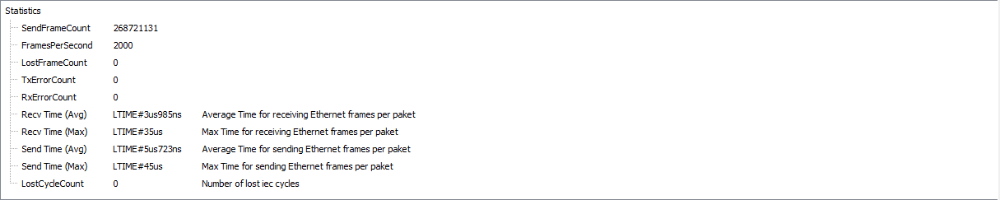 Statistics
SendFrameCount 268721131
FramesPerSecond 2000
LostFrameCount 0
TxErrorCount 0
RxErrorCount 0
Recv Time (Avg) LTIME#3us985ns Average Time for receiving Ethernet frames per paket
Recv Time (Max) LTIME#35us Max Time for receiving Ethernet frames per paket
Send Time (Avg) LTIME#5us723ns Average Time for sending Ethernet frames per paket
Send Time (Max) LTIME#45us Max Time for sending Ethernet frames per paket
LostCycleCount 0 Number of lost iec cycles